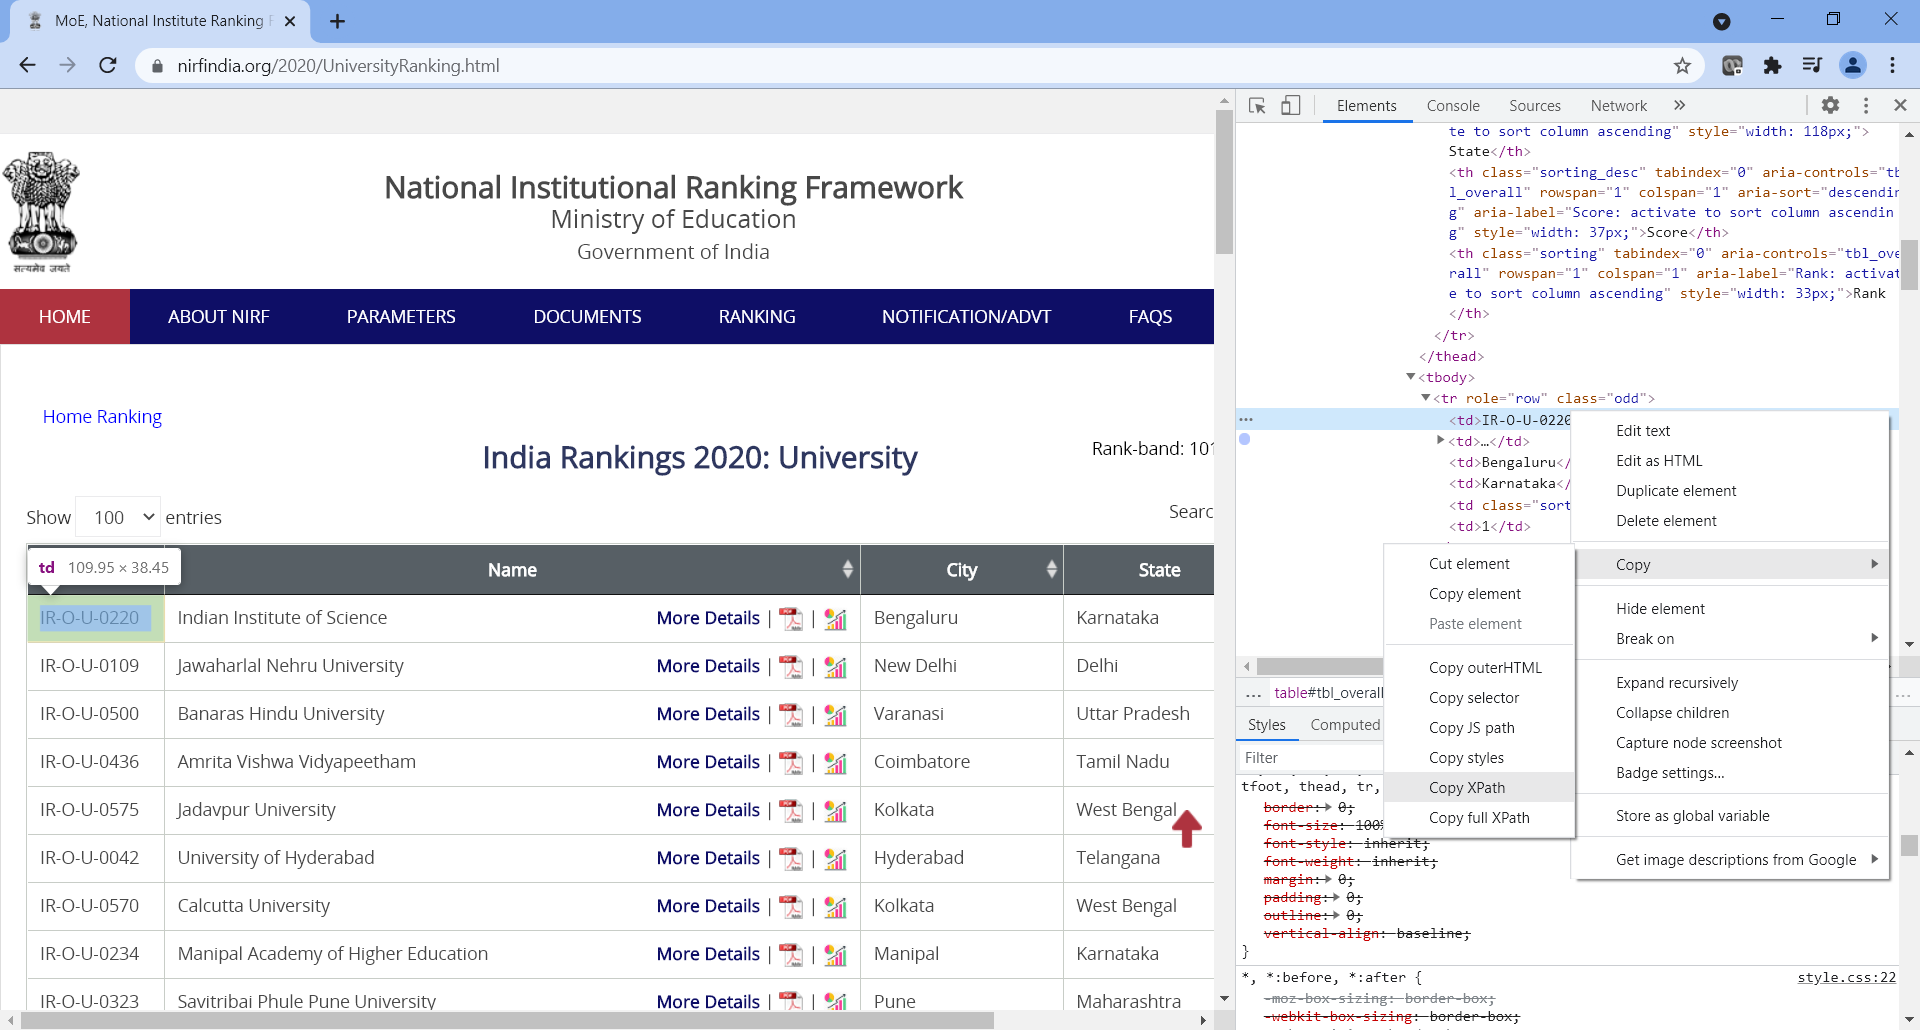 MoE, National Institute Ranking F
nirfindia.org/2020/UniversityRanking.html
सत्यमेव जयते
National Institutional Ranking Framework
Ministry of Education
Government of India
HOME ABOUT NIRF PARAMETERS DOCUMENTS RANKING NOTIFICATION/ADVT FAQS
Home Ranking
India Rankings 2020: University
Rank-band: 101
Show 100 entries
Searc
td 109.95 × 38.45
Name City State
IR-O-U-0220 Indian Institute of Science More Details | | Bengaluru Karnataka
IR-O-U-0109 Jawaharlal Nehru University More Details | | New Delhi Delhi
IR-O-U-0500 Banaras Hindu University More Details | | Varanasi Uttar Pradesh
IR-O-U-0436 Amrita Vishwa Vidyapeetham More Details | | Coimbatore Tamil Nadu
IR-O-U-0575 Jadavpur University More Details | | Kolkata West Bengal
IR-O-U-0042 University of Hyderabad More Details | | Hyderabad Telangana
IR-O-U-0570 Calcutta University More Details | | Kolkata West Bengal
IR-O-U-0234 Manipal Academy of Higher Education More Details | | Manipal Karnataka
IR-O-U-0323 Savitribai Phule Pune University More Details | | Pune Maharashtra
Elements Console Sources Network »
te to sort column ascending" style="width: 118px;">
State</th>
<th class="sorting_desc" tabindex="0" aria-controls="tb
l_overall" rowspan="1" colspan="1" aria-sort="descendin
g" aria-label="Score: activate to sort column ascendin
g" style="width: 37px;">Score</th>
<th class="sorting" tabindex="0" aria-controls="tbl_ove
rall" rowspan="1" colspan="1" aria-label="Rank: activat
e to sort column ascending" style="width: 33px;">Rank
</th>
</tr>
</thead>
<tbody>
<tr role="row" class="odd">
<td>IR-O-U-0220
<td>…</td>
<td>Bengaluru</
<td>Karnataka</
<td class="sort
<td>1</td>
Edit text
Edit as HTML
Duplicate element
Delete element
Copy
Hide element
Break on
Expand recursively
Collapse children
Capture node screenshot
Badge settings...
Store as global variable
Get image descriptions from Google
Cut element
Copy element
Paste element
Copy outerHTML
Copy selector
Copy JS path
Copy styles
Copy XPath
Copy full XPath
... table#tbl_overall ...
Styles Computed
Filter
tfoot, thead, tr,
border: 0;
font-size: 100%
font-style: inherit;
font-weight: inherit;
margin: 0;
padding: 0;
outline: 0;
vertical-align: baseline;
}
*, *:before, *:after { style.css:22
-moz-box-sizing: border-box;
-webkit-box-sizing: border-box;